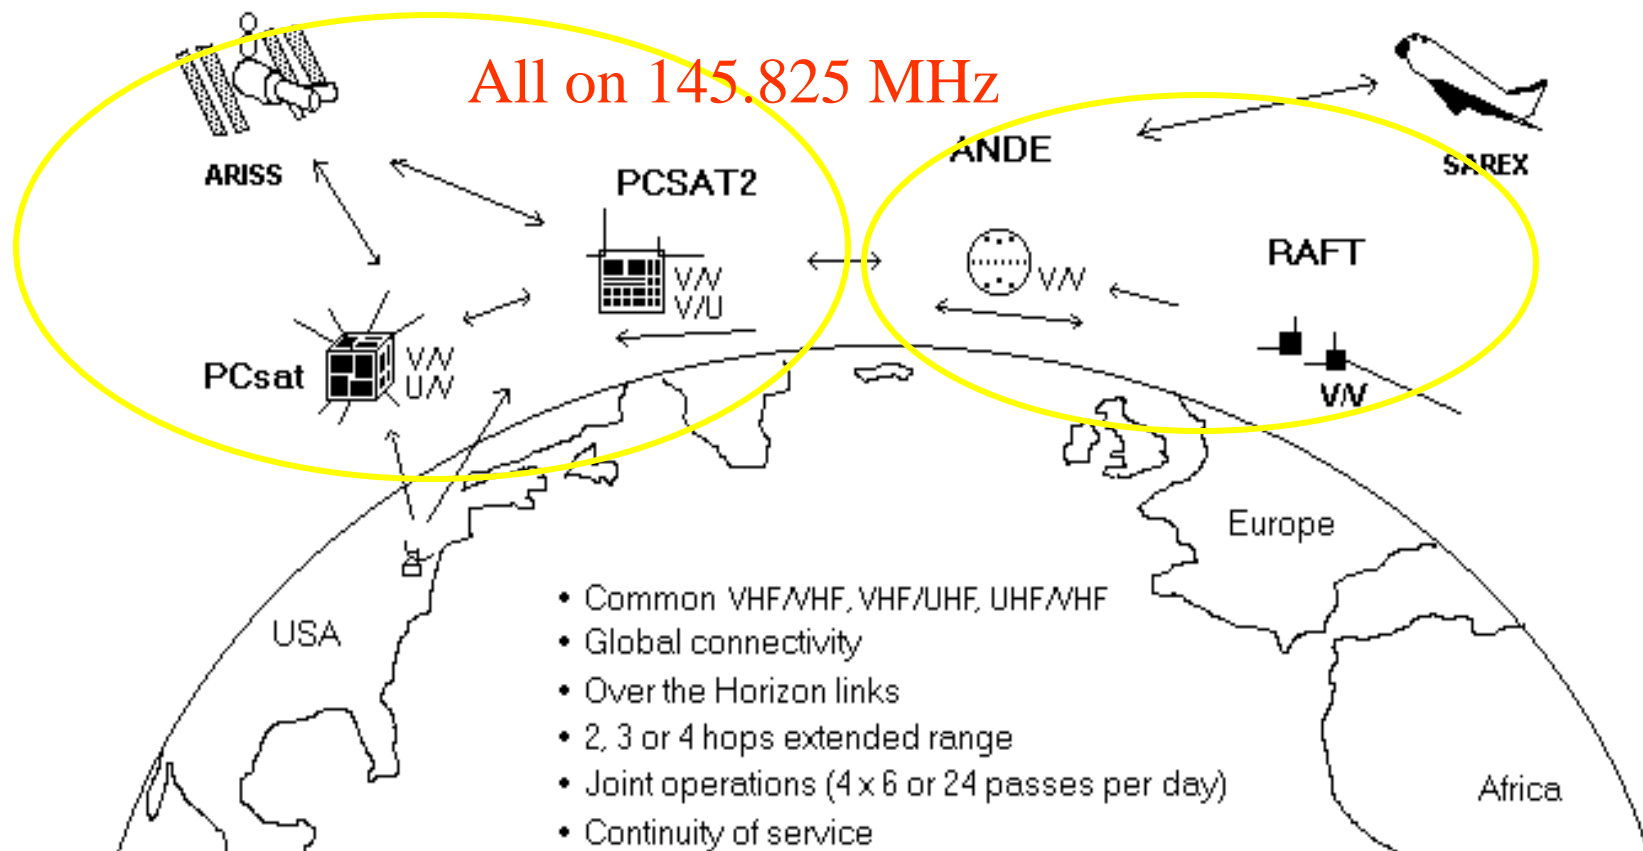 All on 145.825 MHz
ARISS
PCSAT2
V/V
V/U
PCsat
V/V
U/V
ANDE
V/V
SAREX
RAFT
V/V
Europe
USA
Africa
• Common VHF/VHF, VHF/UHF, UHF/VHF
• Global connectivity
• Over the Horizon links
• 2, 3 or 4 hops extended range
• Joint operations (4 x 6 or 24 passes per day)
• Continuity of service